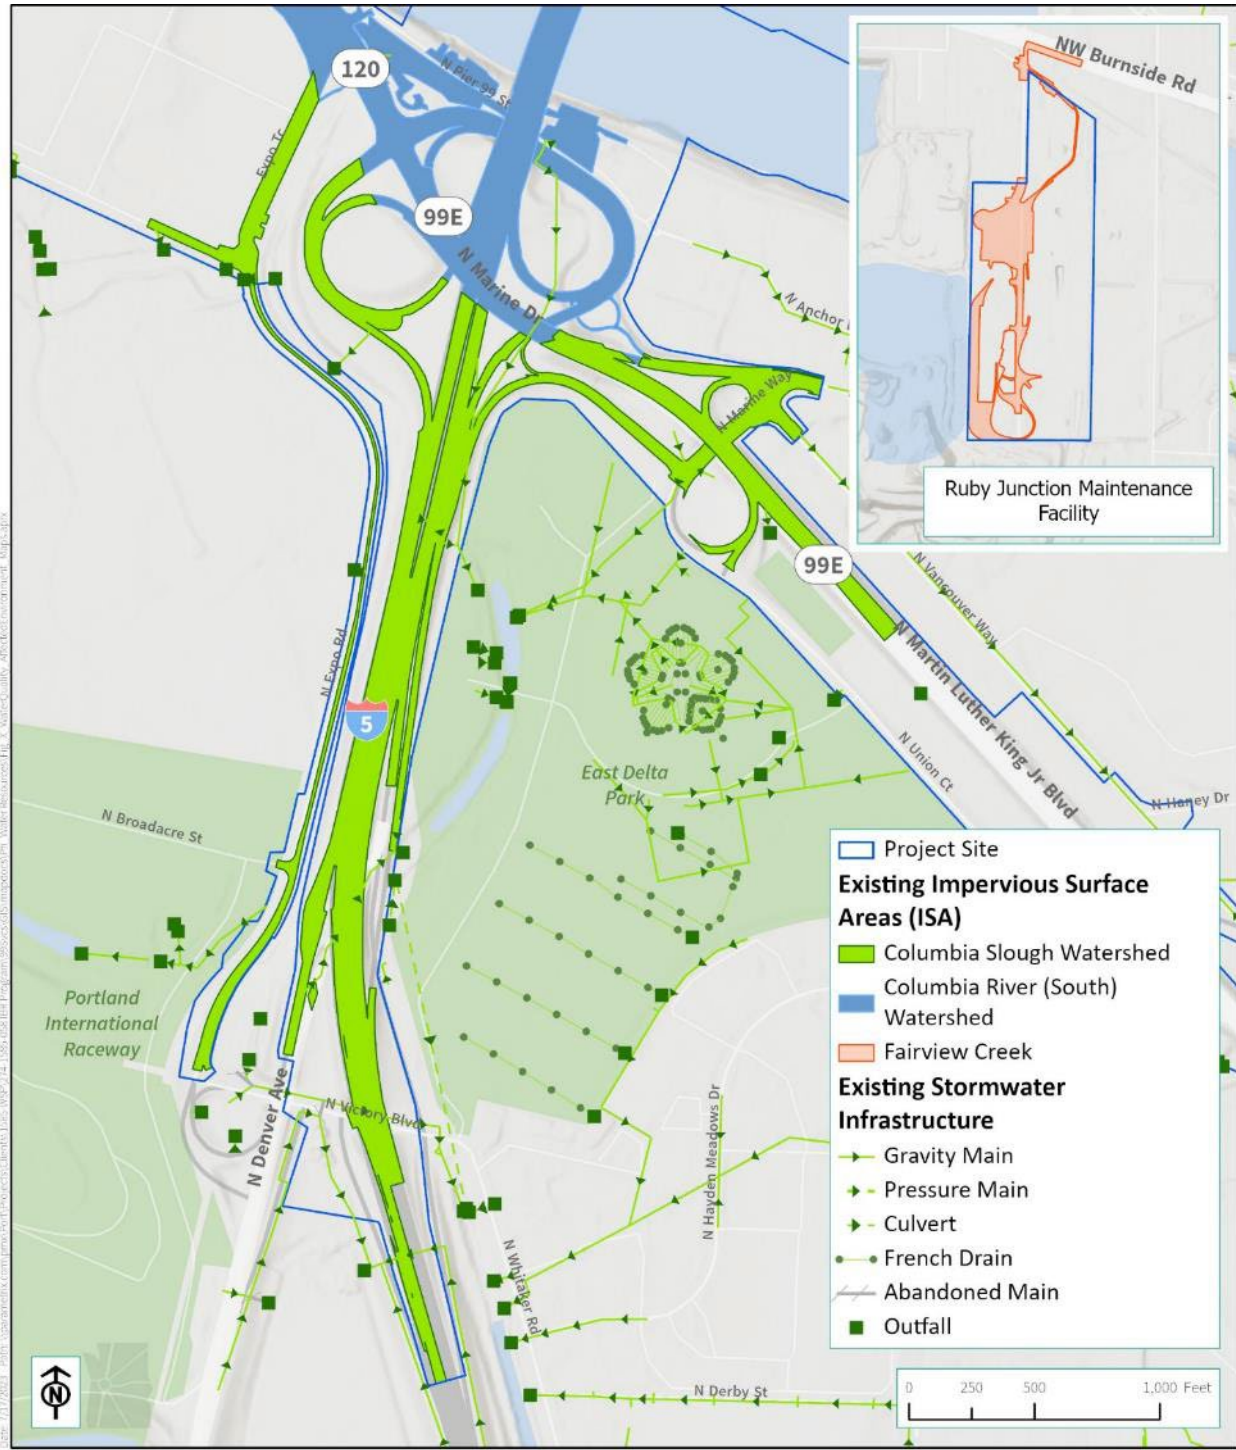 120
N Pier 99 St
Expo Tc
99E
N Marine Dr
N Anchor
N Marine Way
NW Burnside Rd
Ruby Junction Maintenance
Facility
99E
N Vancouver Way
N Martin Luther King Jr Blvd
N Expo Rd
5
East Delta
Park
N Union Ct
N Haney Dr
N Broadacre St
Portland
International
Raceway
N Denver Ave
N Victory Blvd
N Hayden Meadows Dr
N Whitaker Rd
N Derby St
Project Site
Existing Impervious Surface
Areas (ISA)
Columbia Slough Watershed
Columbia River (South)
Watershed
Fairview Creek
Existing Stormwater
Infrastructure
Gravity Main
Pressure Main
Culvert
French Drain
Abandoned Main
Outfall
N
0 250 500 1,000 Feet